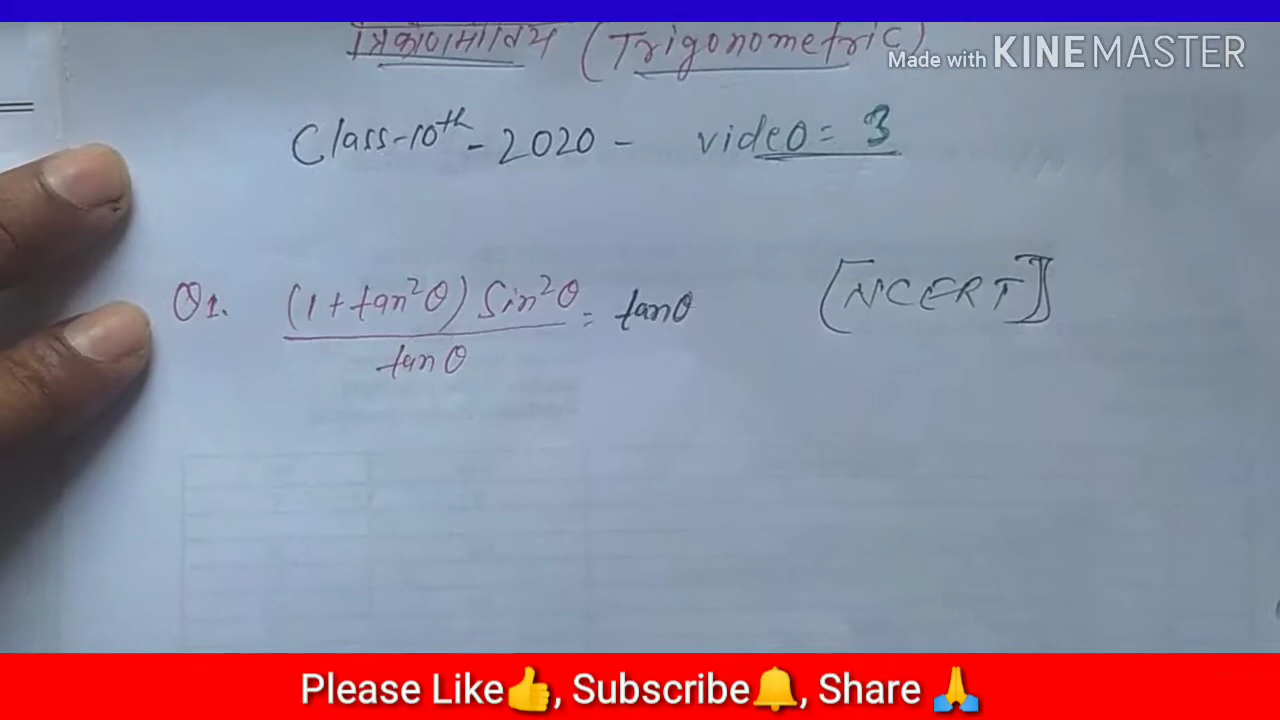 त्रिकोणमितिय (Trigonometric)
Made with KINEMASTER
Class-10th - 2020 - video = 3
Q1. (1 + tan²θ) Sin²θ = tanθ [NCERT]
tan θ
Please Like👍, Subscribe🔔, Share 🙏